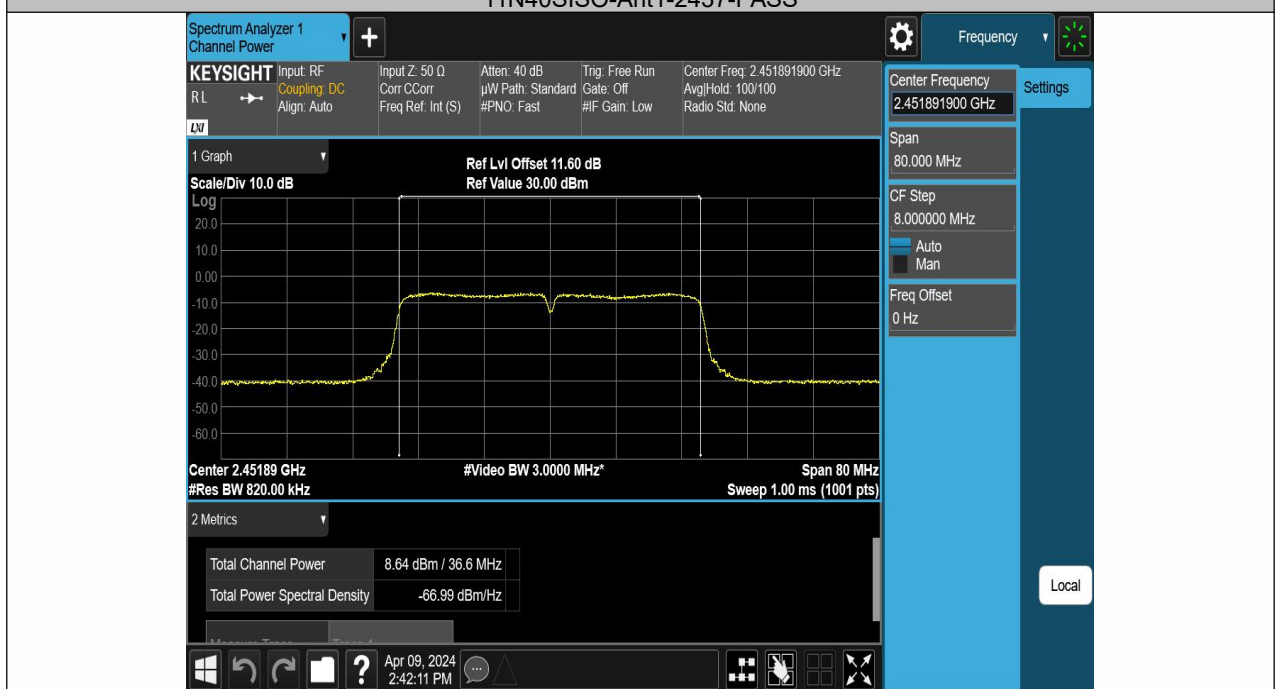 11N40SISO-Ant1-2437-PASS
Spectrum Analyzer 1
Channel Power
Frequency
KEYSIGHT
RL
LXI
Input: RF
Coupling: DC
Align: Auto
Input Z: 50 Ω
Corr CCorr
Freq Ref: Int (S)
Atten: 40 dB
µW Path: Standard
#PNO: Fast
Trig: Free Run
Gate: Off
#IF Gain: Low
Center Freq: 2.451891900 GHz
Avg|Hold: 100/100
Radio Std: None
Center Frequency
2.451891900 GHz
Settings
Span
80.000 MHz
CF Step
8.000000 MHz
Auto
Man
Freq Offset
0 Hz
1 Graph
Scale/Div 10.0 dB
Ref Lvl Offset 11.60 dB
Ref Value 30.00 dBm
Log
20.0
10.0
0.00
-10.0
-20.0
-30.0
-40.0
-50.0
-60.0
Center 2.45189 GHz
#Video BW 3.0000 MHz*
Span 80 MHz
#Res BW 820.00 kHz
Sweep 1.00 ms (1001 pts)
2 Metrics
Total Channel Power 8.64 dBm / 36.6 MHz
Total Power Spectral Density -66.99 dBm/Hz
Local
?
Apr 09, 2024
2:42:11 PM